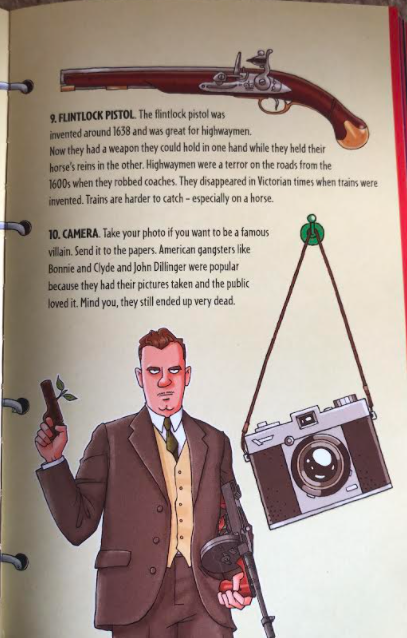 9. FLINTLOCK PISTOL. The flintlock pistol was
invented around 1638 and was great for highwaymen.
Now they had a weapon they could hold in one hand while they held their
horse's reins in the other. Highwaymen were a terror on the roads from the
1600s when they robbed coaches. They disappeared in Victorian times when trains were
invented. Trains are harder to catch – especially on a horse.
10. CAMERA. Take your photo if you want to be a famous
villain. Send it to the papers. American gangsters like
Bonnie and Clyde and John Dillinger were popular
because they had their pictures taken and the public
loved it. Mind you, they still ended up very dead.